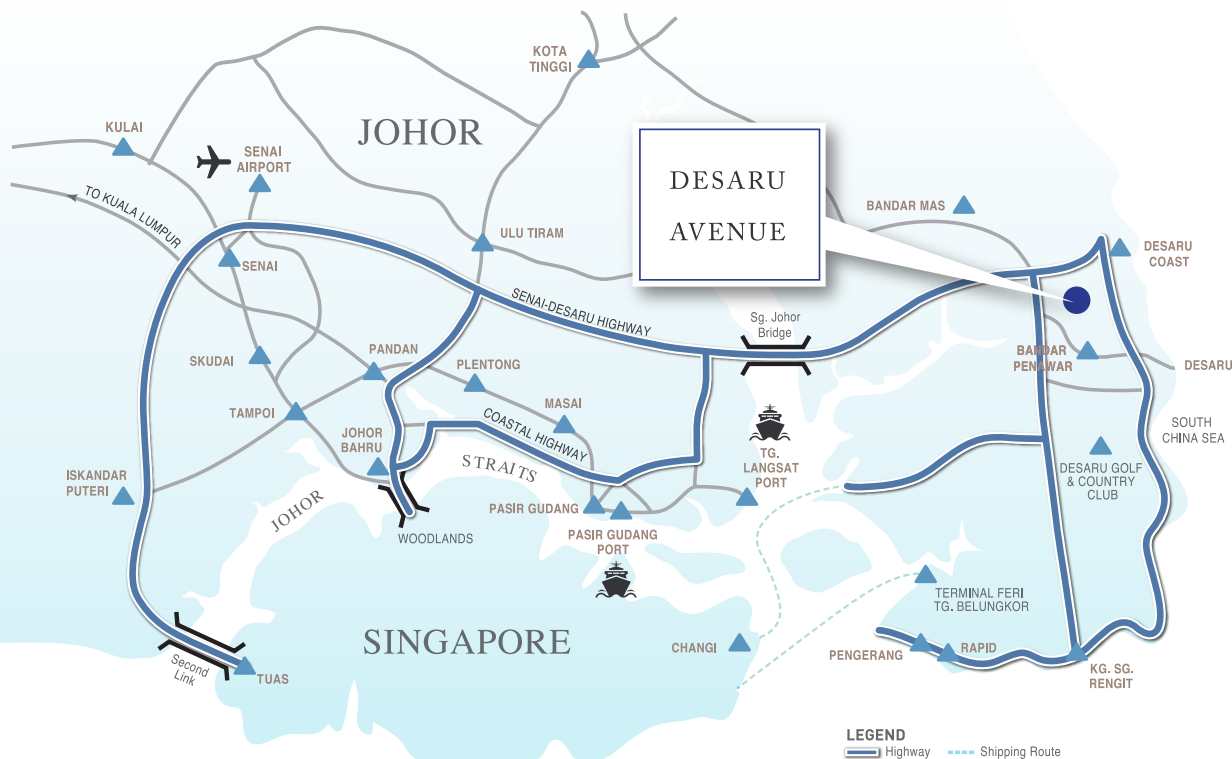 KOTA
TINGGI
JOHOR
KULAI
SENAI
AIRPORT
TO KUALA LUMPUR
DESARU
AVENUE
BANDAR MAS
ULU TIRAM
DESARU
COAST
SENAI
SENAI-DESARU HIGHWAY
Sg. Johor
Bridge
SKUDAI
PANDAN
PLENTONG
BANDAR
PENAWAR
DESARU
TAMPOI
MASAI
COASTAL HIGHWAY
JOHOR
BAHRU
SOUTH
CHINA SEA
STRAITS
TG.
LANGSAT
PORT
DESARU GOLF
& COUNTRY
CLUB
ISKANDAR
PUTERI
JOHOR
PASIR GUDANG
WOODLANDS
PASIR GUDANG
PORT
TERMINAL FERI
TG. BELUNGKOR
SINGAPORE
CHANGI
PENGERANG
RAPID
KG. SG.
RENGIT
Second
Link
TUAS
LEGEND
Highway
Shipping Route